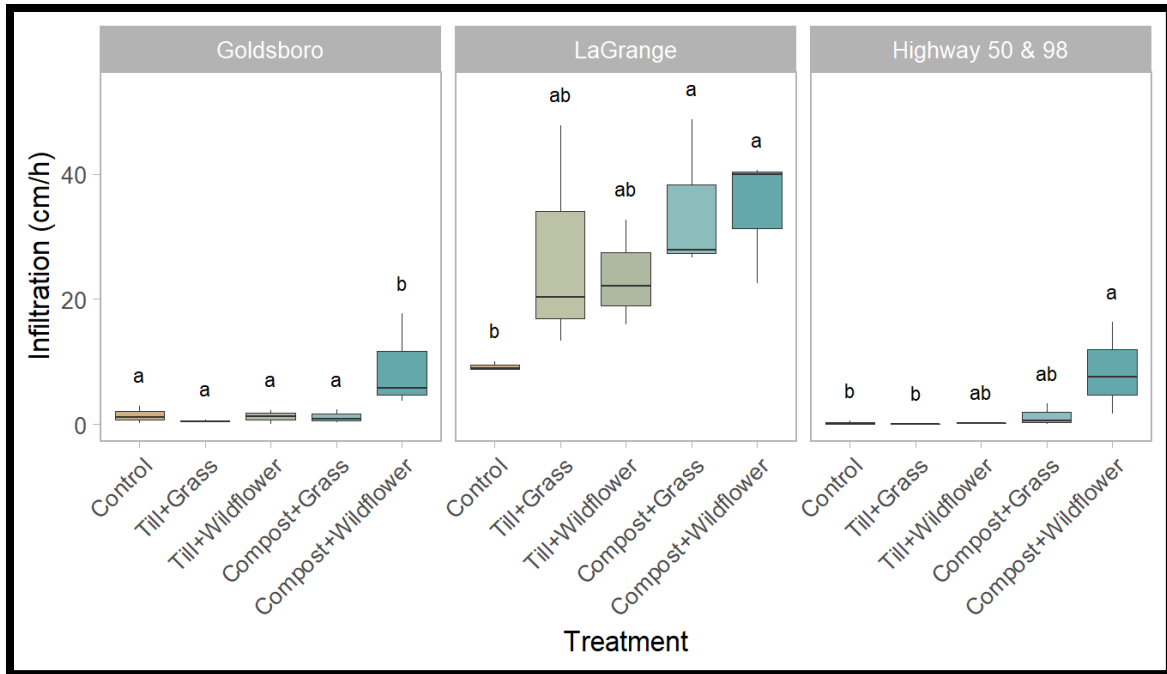 Goldsboro
LaGrange
Highway 50 & 98
Infiltration (cm/h)
40
20
0
a
a
a
a
b
b
ab
ab
a
a
b
b
ab
ab
a
Control
Till+Grass
Till+Wildflower
Compost+Grass
Compost+Wildflower
Control
Till+Grass
Till+Wildflower
Compost+Grass
Compost+Wildflower
Control
Till+Grass
Till+Wildflower
Compost+Grass
Compost+Wildflower
Treatment